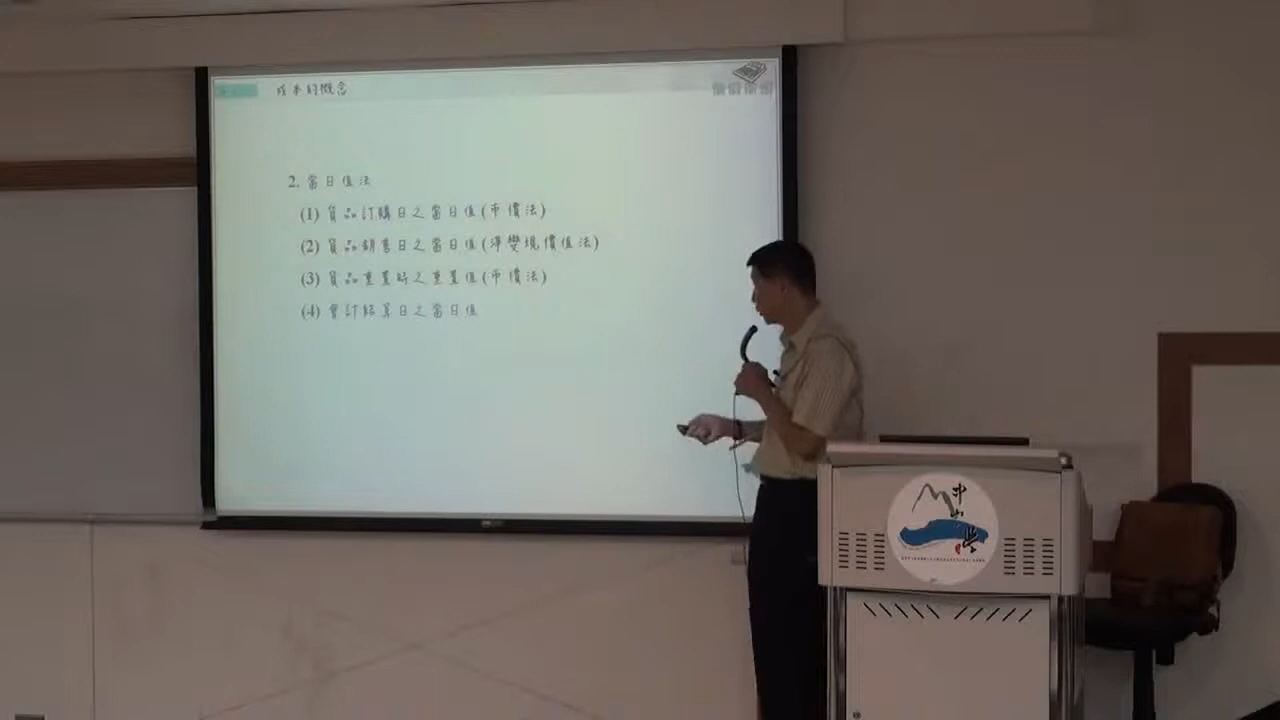 成本的概念
2. 當日值法
(1) 貨品訂購日之當日值(市價法)
(2) 貨品銷售日之當日值(淨變現價值法)
(3) 貨品重置時之重置值(市價法)
(4) 會計結算日之當日值
中山學